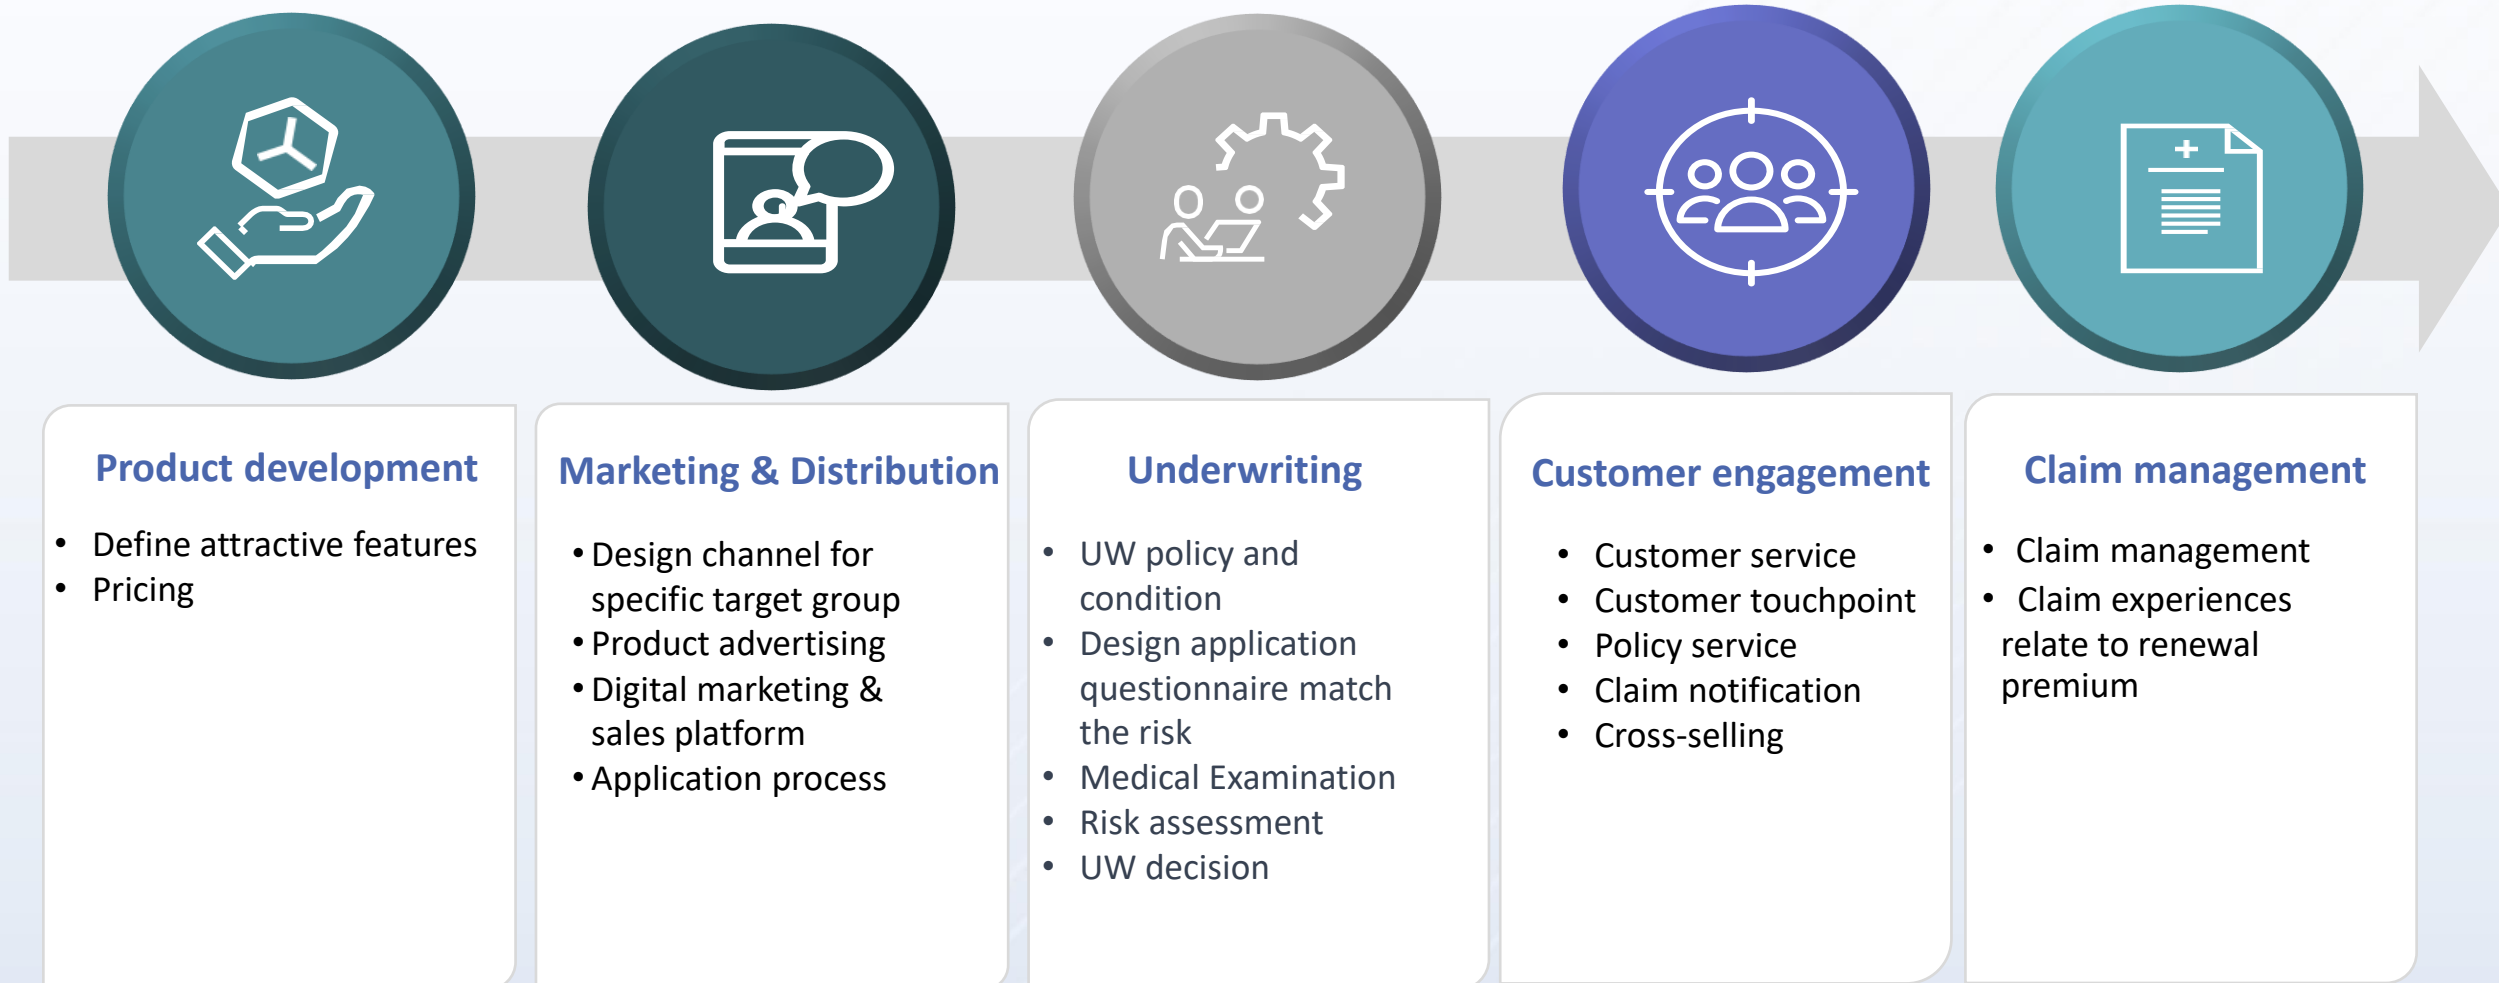 Product development
• Define attractive features
• Pricing
Marketing & Distribution
• Design channel for
specific target group
• Product advertising
• Digital marketing &
sales platform
• Application process
Underwriting
• UW policy and
condition
• Design application
questionnaire match
the risk
• Medical Examination
• Risk assessment
• UW decision
Customer engagement
• Customer service
• Customer touchpoint
• Policy service
• Claim notification
• Cross-selling
Claim management
• Claim management
• Claim experiences
relate to renewal
premium